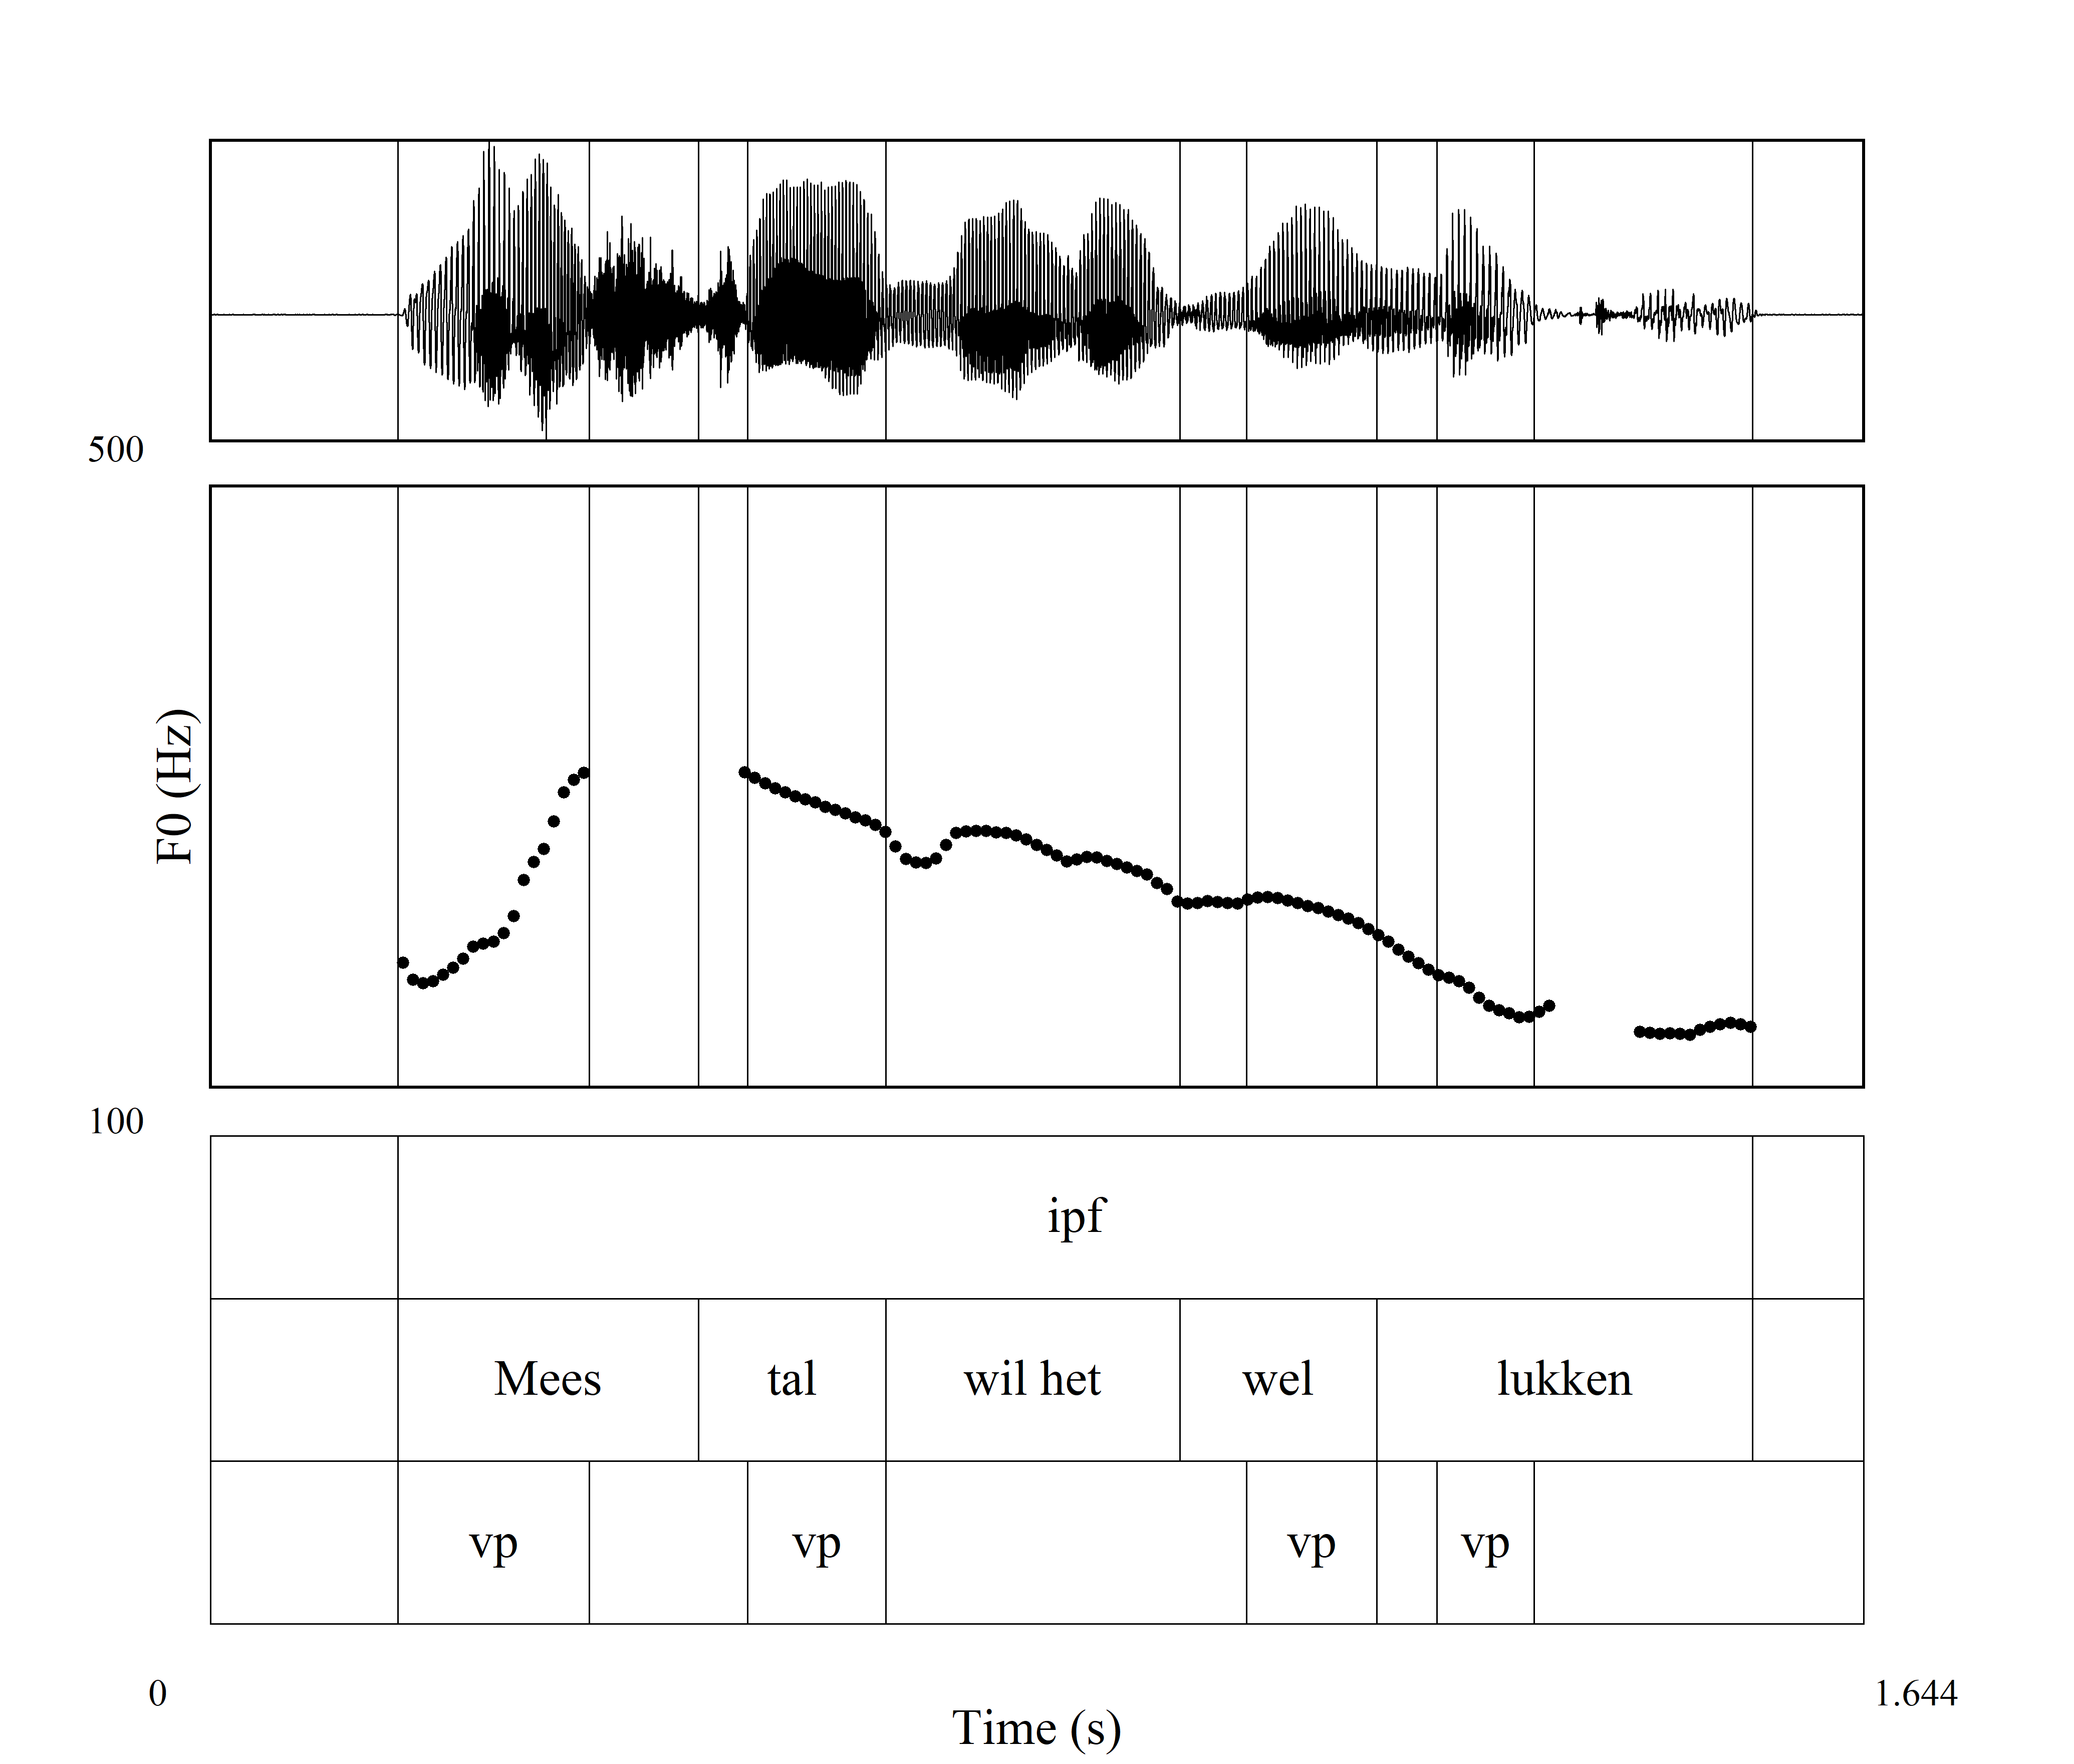 500
F0 (Hz)
100
ipf
Mees tal wil het wel lukken
vp vp vp vp
0 1.644
Time (s)